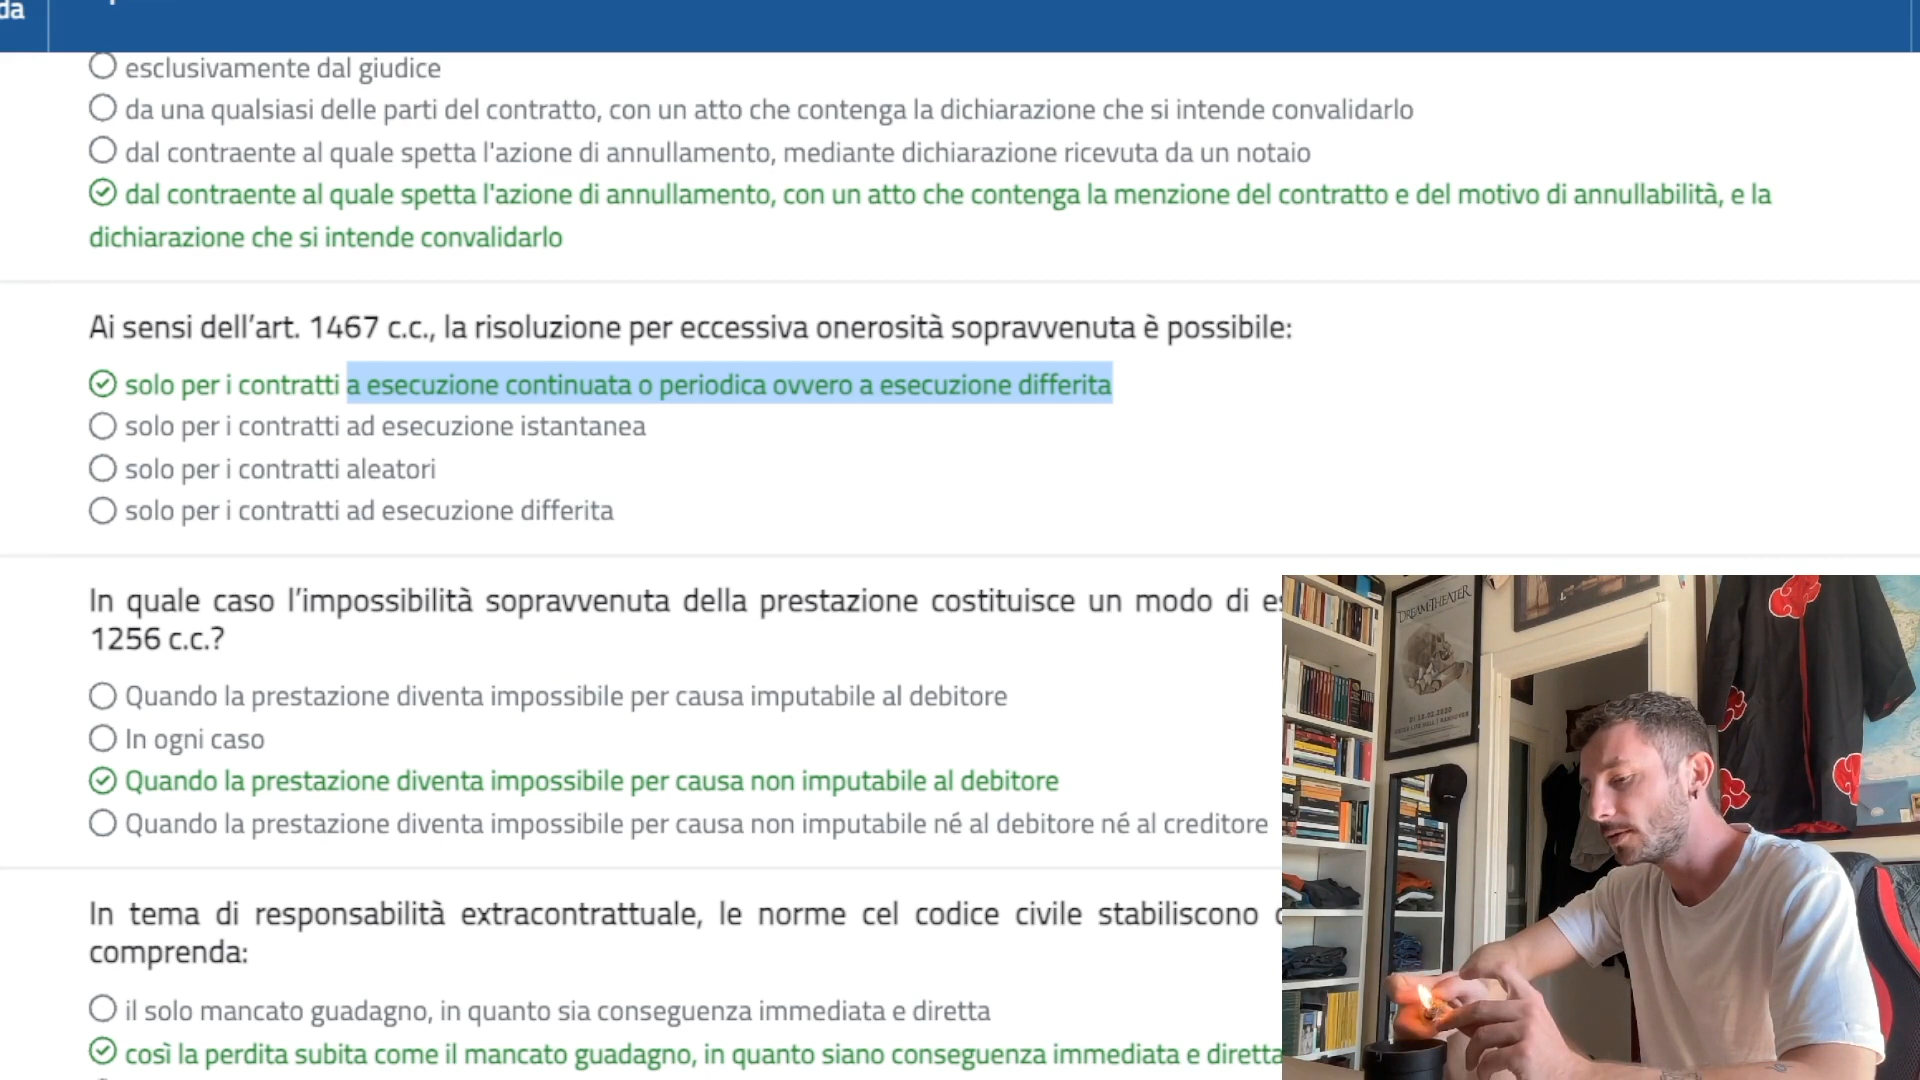 da
esclusivamente dal giudice
da una qualsiasi delle parti del contratto, con un atto che contenga la dichiarazione che si intende convalidarlo
dal contraente al quale spetta l'azione di annullamento, mediante dichiarazione ricevuta da un notaio
dal contraente al quale spetta l'azione di annullamento, con un atto che contenga la menzione del contratto e del motivo di annullabilità, e la
dichiarazione che si intende convalidarlo
Ai sensi dell’art. 1467 c.c., la risoluzione per eccessiva onerosità sopravvenuta è possibile:
solo per i contratti a esecuzione continuata o periodica ovvero a esecuzione differita
solo per i contratti ad esecuzione istantanea
solo per i contratti aleatori
solo per i contratti ad esecuzione differita
In quale caso l’impossibilità sopravvenuta della prestazione costituisce un modo di
1256 c.c.?
Quando la prestazione diventa impossibile per causa imputabile al debitore
In ogni caso
Quando la prestazione diventa impossibile per causa non imputabile al debitore
Quando la prestazione diventa impossibile per causa non imputabile né al debitore né al creditore
In tema di responsabilità extracontrattuale, le norme cel codice civile stabiliscono
comprenda:
il solo mancato guadagno, in quanto sia conseguenza immediata e diretta
così la perdita subita come il mancato guadagno, in quanto siano conseguenza immediata e diretta
DREAM THEATER